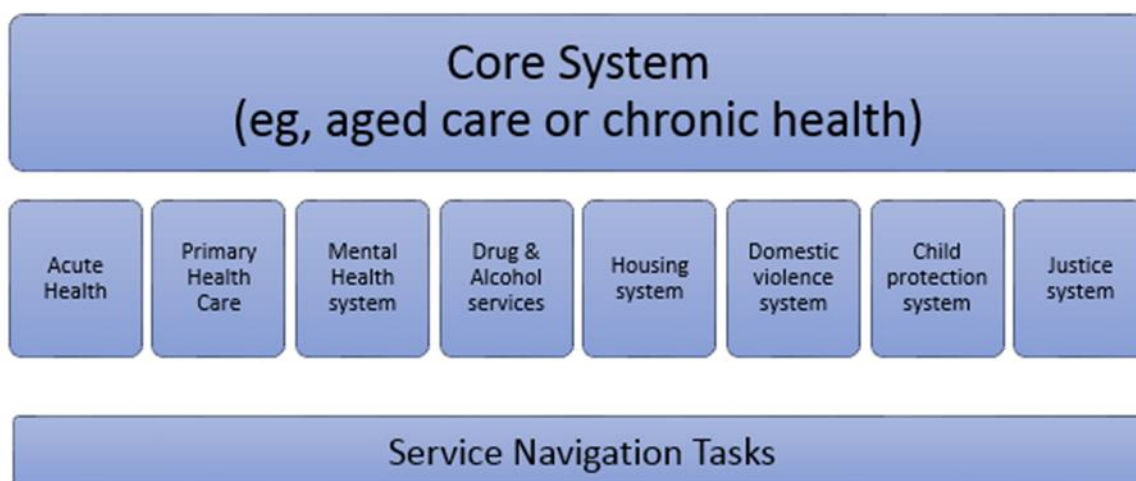 Core System
(eg, aged care or chronic health)
Acute
Health
Primary
Health
Care
Mental
Health
system
Drug &
Alcohol
services
Housing
system
Domestic
violence
system
Child
protection
system
Justice
system
Service Navigation Tasks